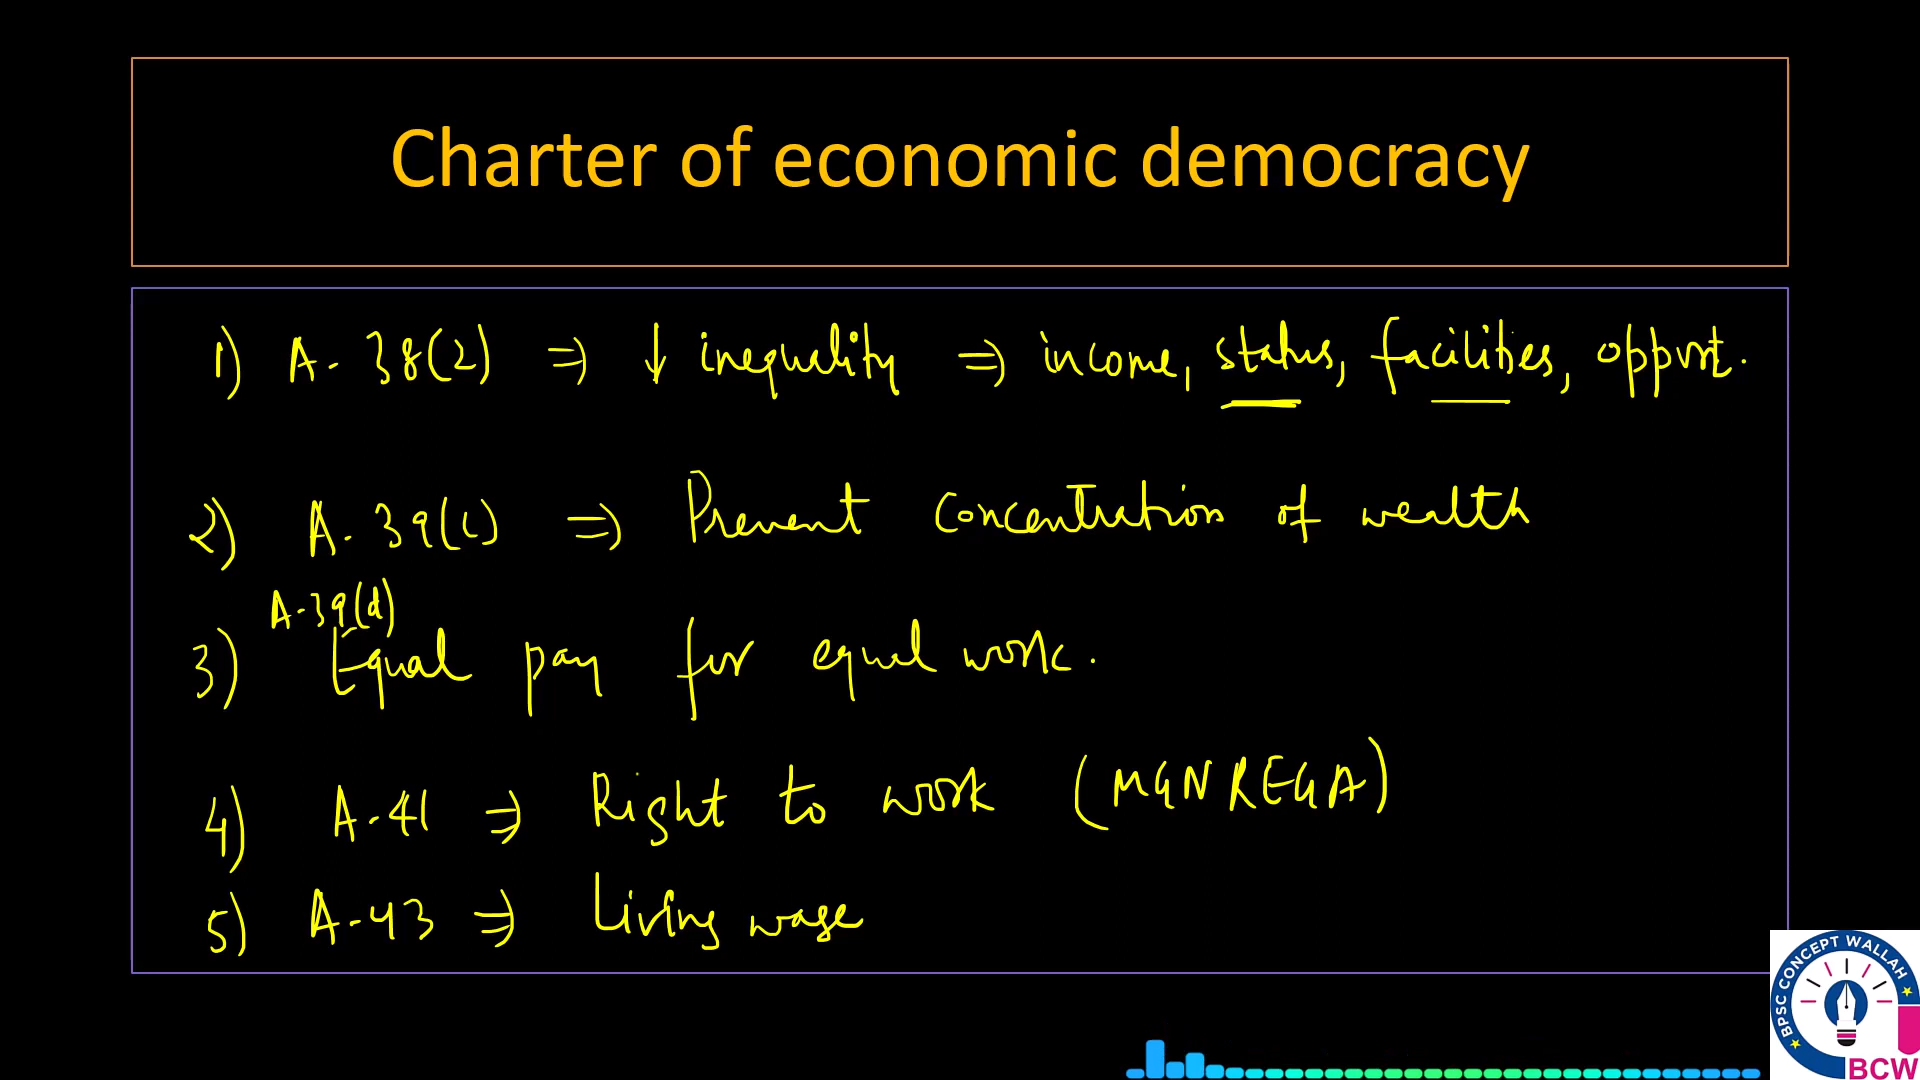 Charter of economic democracy
1) A- 38(2) ⇒ ↓ inequality ⇒ income, status, facilities, opport.
2) A- 39(c) ⇒ Prevent concentration of wealth
A-39(d)
3) Equal pay for equal work.
4) A-41 ⇒ Right to work (MGNREGA)
5) A-43 ⇒ Living wage
BPSC CONCEPT WALLAH
BCW